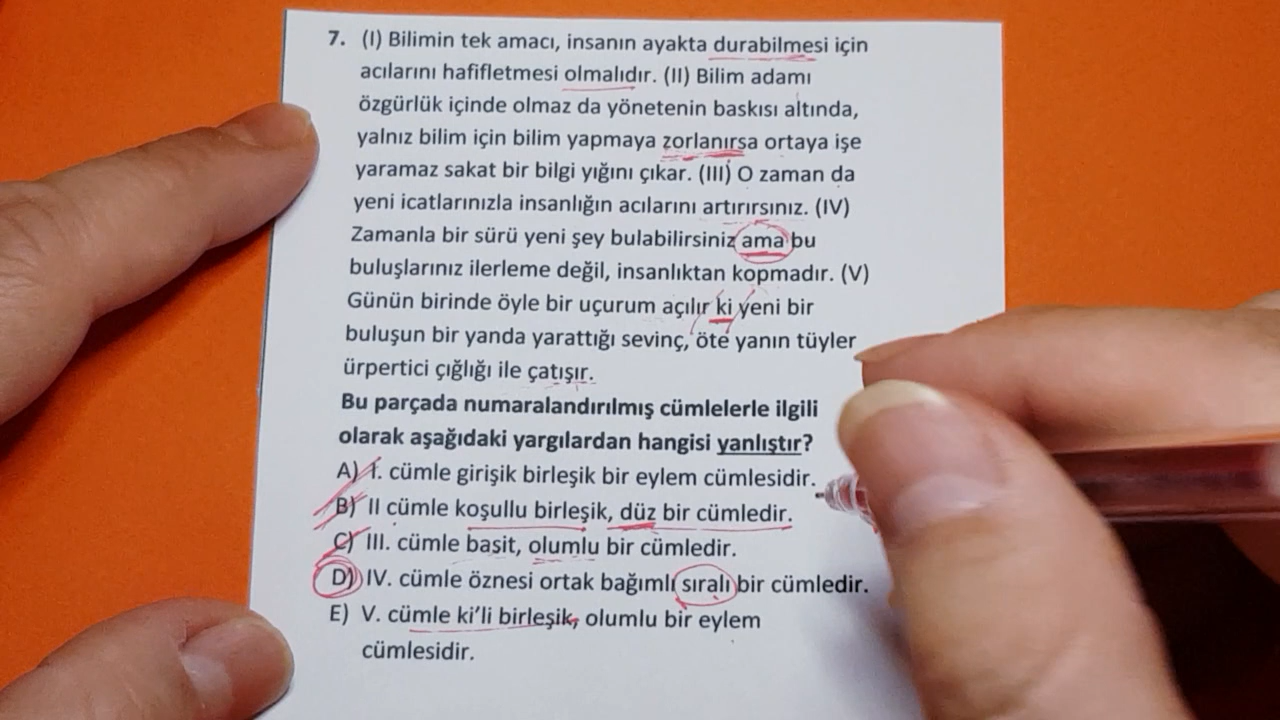 7. (I) Bilimin tek amacı, insanın ayakta durabilmesi için
acılarını hafifletmesi olmalıdır. (II) Bilim adamı
özgürlük içinde olmaz da yönetenin baskısı altında,
yalnız bilim için bilim yapmaya zorlanırsa ortaya işe
yaramaz sakat bir bilgi yığını çıkar. (III) O zaman da
yeni icatlarınızla insanlığın acılarını artırırsınız. (IV)
Zamanla bir sürü yeni şey bulabilirsiniz ama bu
buluşlarınız ilerleme değil, insanlıktan kopmadır. (V)
Günün birinde öyle bir uçurum açılır ki yeni bir
buluşun bir yanda yarattığı sevinç, öte yanın tüyler
ürpertici çığlığı ile çatışır.
Bu parçada numaralandırılmış cümlelerle ilgili
olarak aşağıdaki yargılardan hangisi yanlıştır?
A) I. cümle girişik birleşik bir eylem cümlesidir.
B) II cümle koşullu birleşik, düz bir cümledir.
C) III. cümle basit, olumlu bir cümledir.
D) IV. cümle öznesi ortak bağımlı sıralı bir cümledir.
E) V. cümle ki'li birleşik, olumlu bir eylem
cümlesidir.